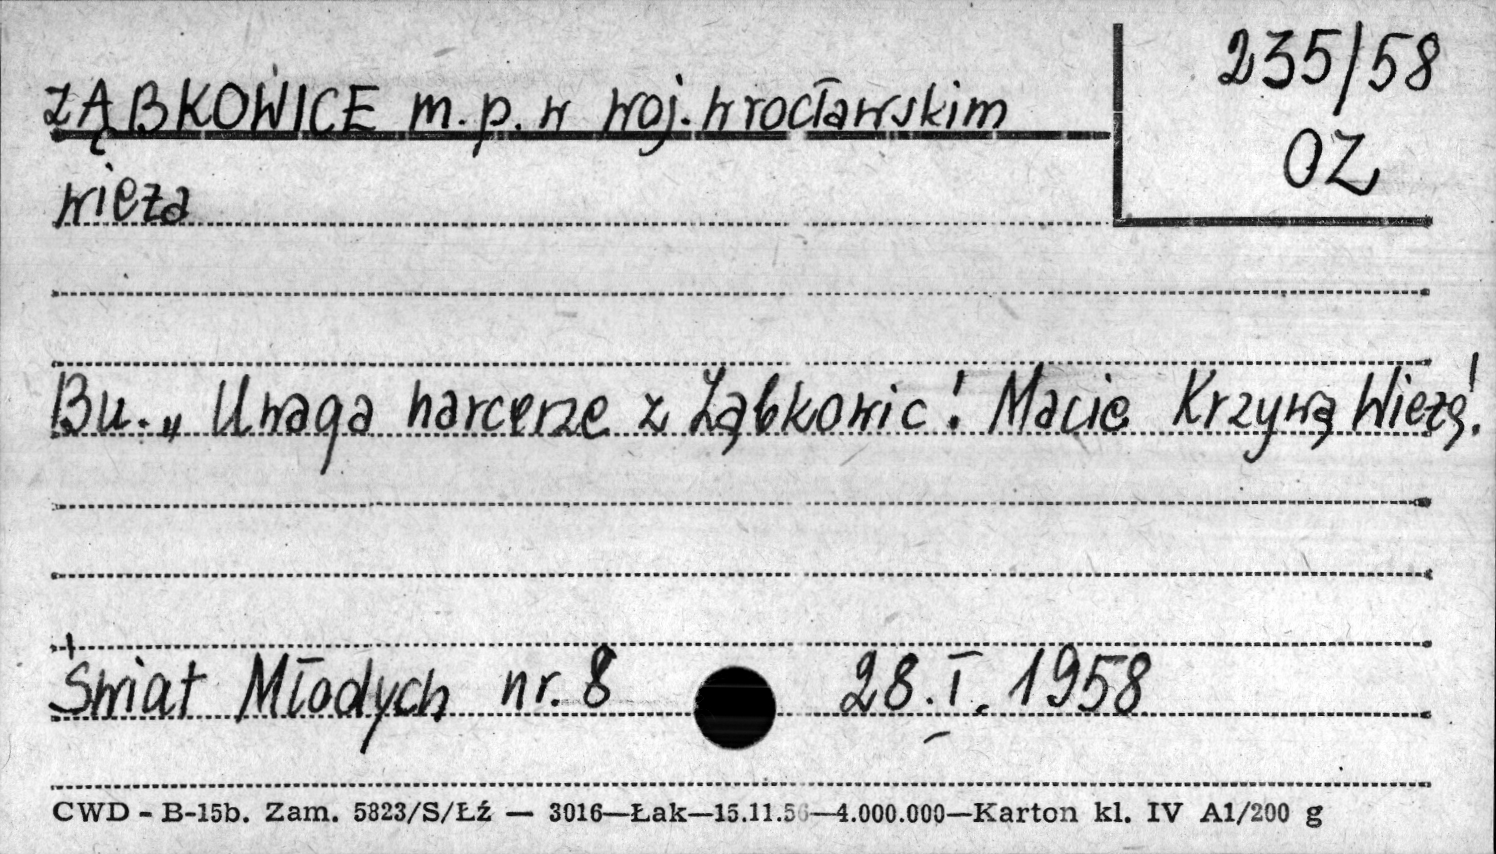 ZĄBKOWICE m.p. w woj. wrocławskim
235/58
OZ
wieża
Bu. „ Uwaga harcerze z Ząbkowic! Macie Krzywą Wieżę!
Świat Młodych nr. 8 28.I.1958
CWD - B-15b. Zam. 5823/S/Łź — 3016—Łak—15.11.56—4.000.000—Karton kl. IV A1/200 g